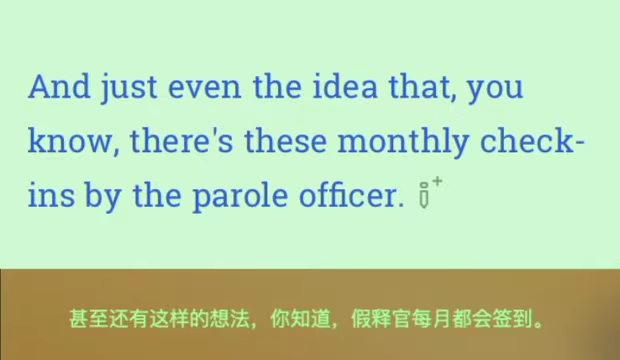 And just even the idea that, you
know, there's these monthly check-
ins by the parole officer.
甚至还有这样的想法，你知道，假释官每月都会签到。